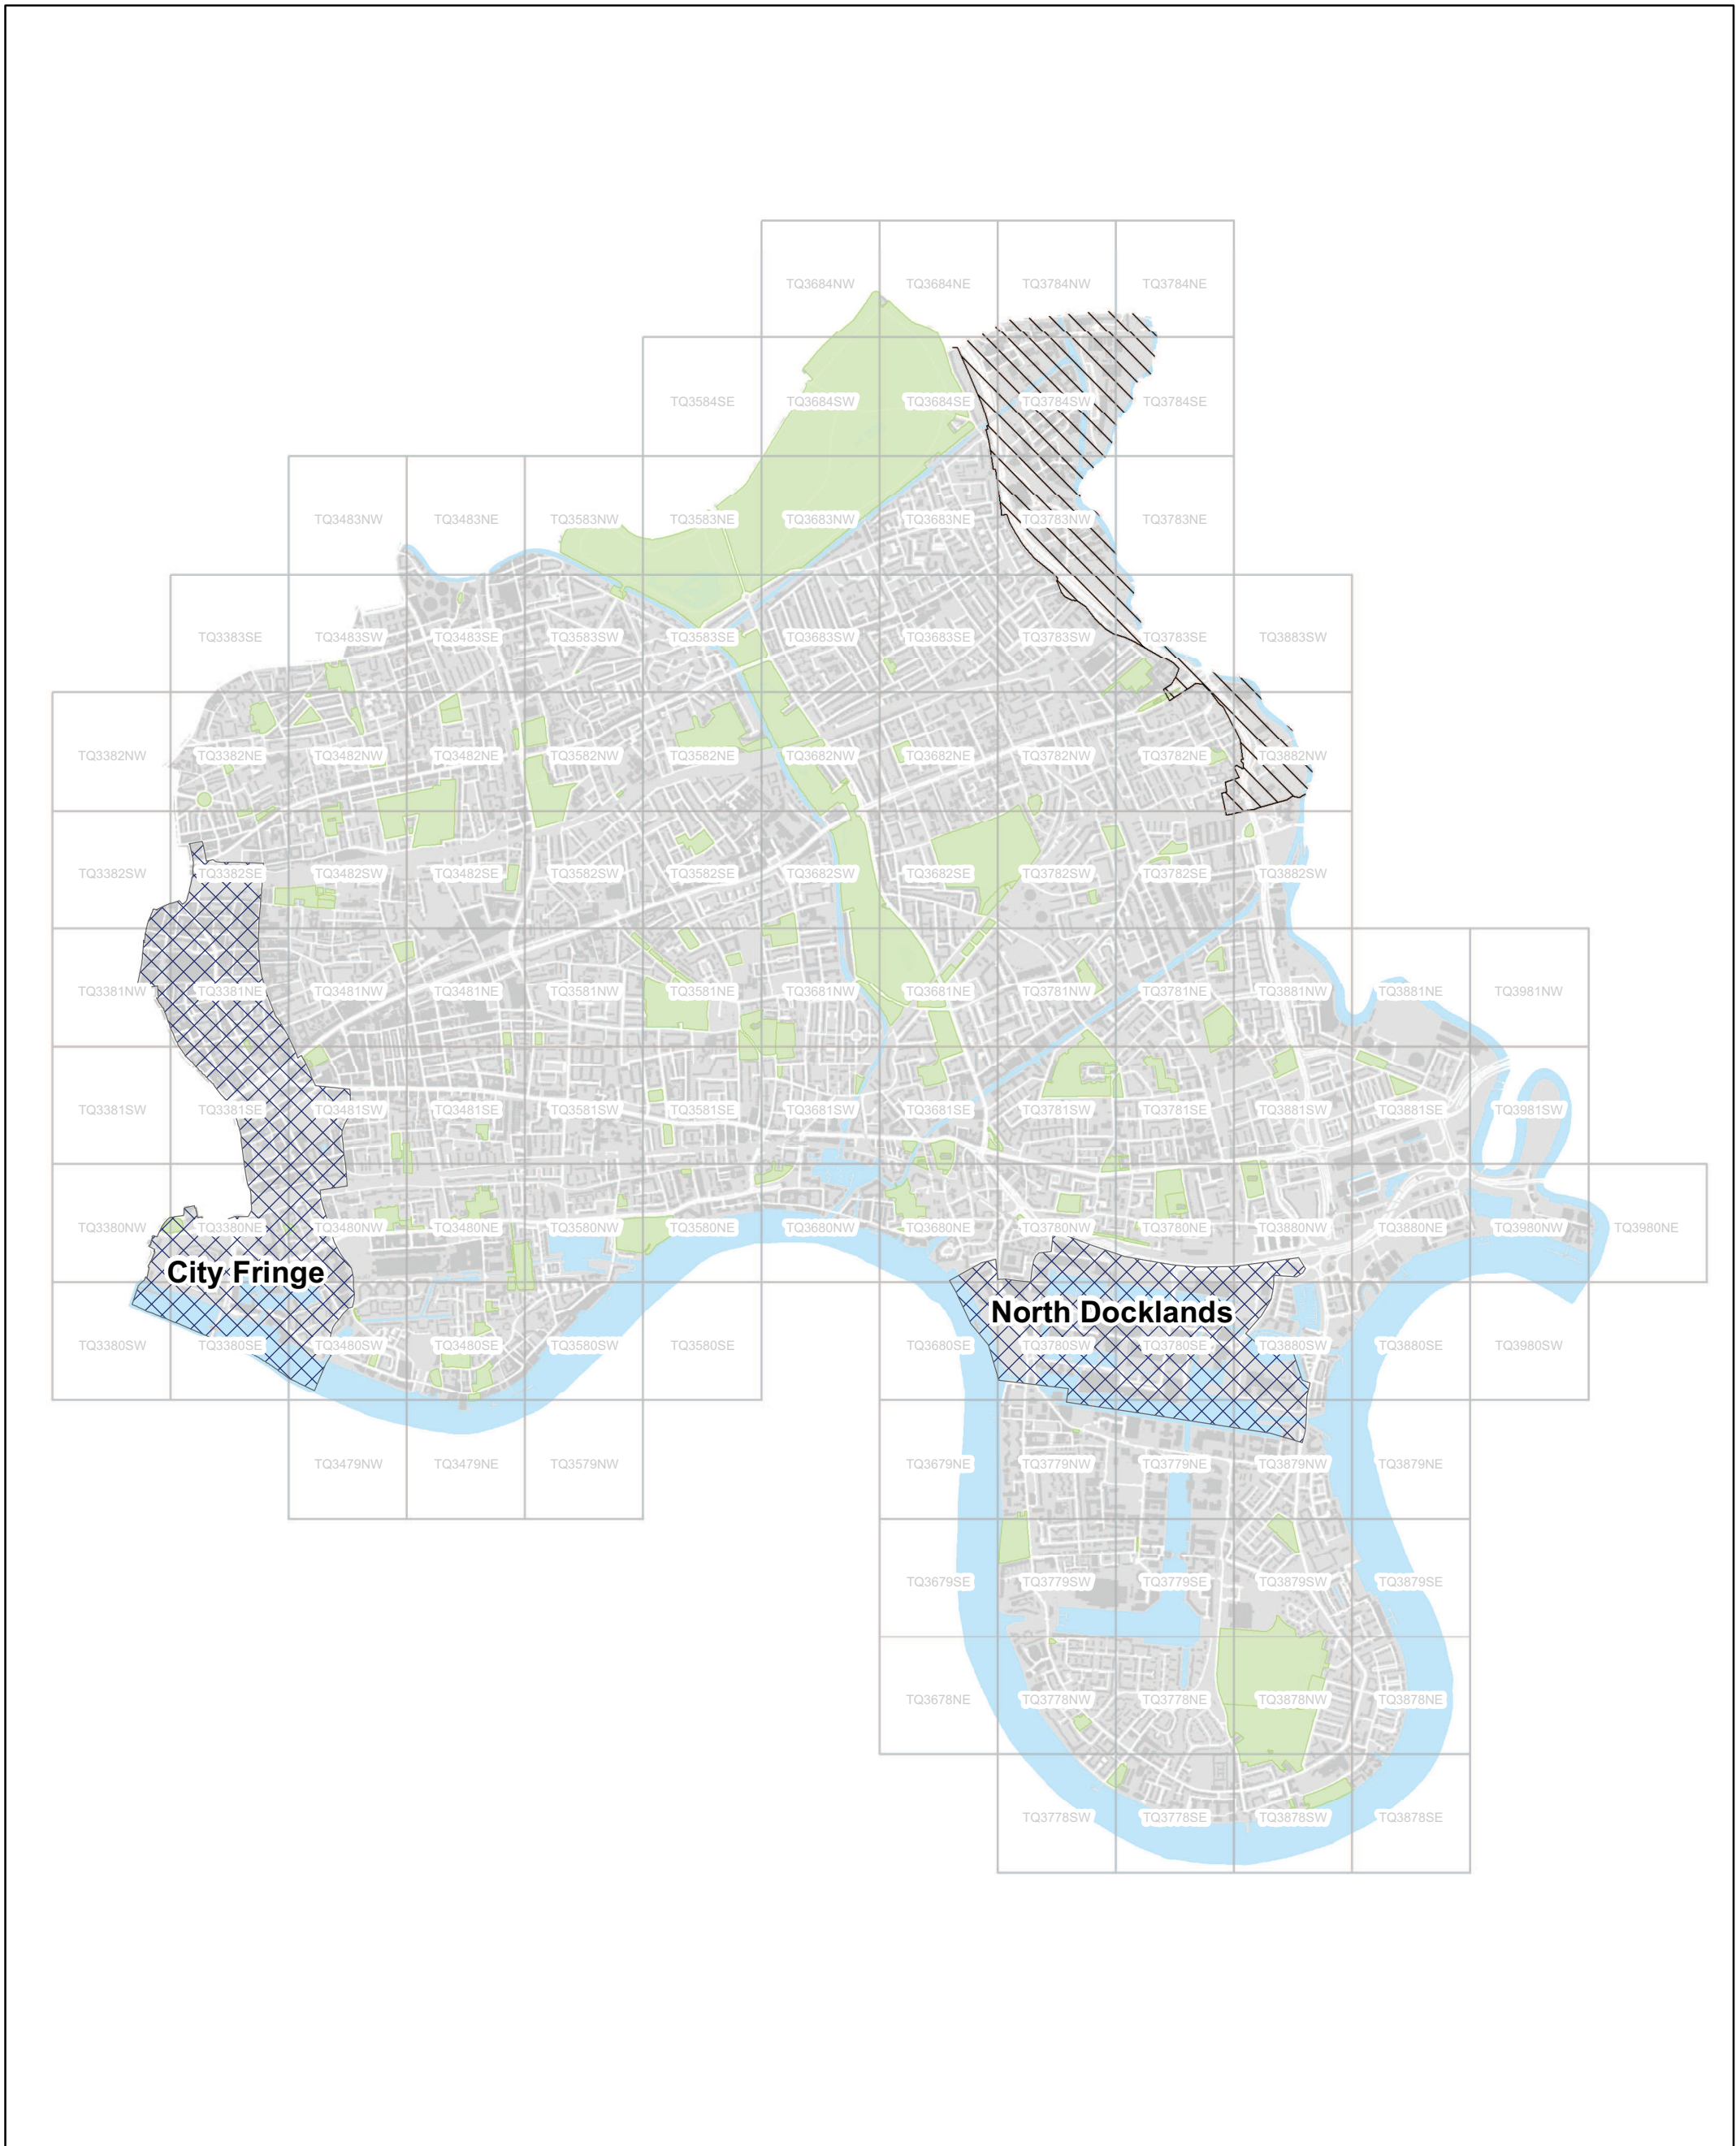 TQ3684NW TQ3684NE TQ3784NW TQ3784NE
TQ3584SE TQ3684SW TQ3684SE TQ3784SW TQ3784SE
TQ3483NW TQ3483NE TQ3583NW TQ3583NE TQ3683NW TQ3683NE TQ3783NW TQ3783NE
TQ3383SE TQ3483SW TQ3483SE TQ3583SW TQ3583SE TQ3683SW TQ3683SE TQ3783SW TQ3783SE TQ3883SW
TQ3382NW TQ3382NE TQ3482NW TQ3482NE TQ3582NW TQ3582NE TQ3682NW TQ3682NE TQ3782NW TQ3782NE TQ3882NW
TQ3382SW TQ3382SE TQ3482SW TQ3482SE TQ3582SW TQ3582SE TQ3682SW TQ3682SE TQ3782SW TQ3782SE TQ3882SW
TQ3381NW TQ3381NE TQ3481NW TQ3481NE TQ3581NW TQ3581NE TQ3681NW TQ3681NE TQ3781NW TQ3781NE TQ3881NW TQ3881NE TQ3981NW
TQ3381SW TQ3381SE TQ3481SW TQ3481SE TQ3581SW TQ3581SE TQ3681SW TQ3681SE TQ3781SW TQ3781SE TQ3881SW TQ3881SE TQ3981SW
TQ3380NW TQ3380NE TQ3480NW TQ3480NE TQ3580NW TQ3580NE TQ3680NW TQ3680NE TQ3780NW TQ3780NE TQ3880NW TQ3880NE TQ3980NW TQ3980NE
City Fringe
North Docklands
TQ3380SW TQ3380SE TQ3480SW TQ3480SE TQ3580SW TQ3580SE TQ3680SE TQ3780SW TQ3780SE TQ3880SW TQ3880SE TQ3980SW
TQ3479NW TQ3479NE TQ3579NW TQ3679NE TQ3779NW TQ3779NE TQ3879NW TQ3879NE
TQ3679SE TQ3779SW TQ3779SE TQ3879SW TQ3879SE
TQ3678NE TQ3778NW TQ3778NE TQ3878NW TQ3878NE
TQ3778SW TQ3778SE TQ3878SW TQ3878SE